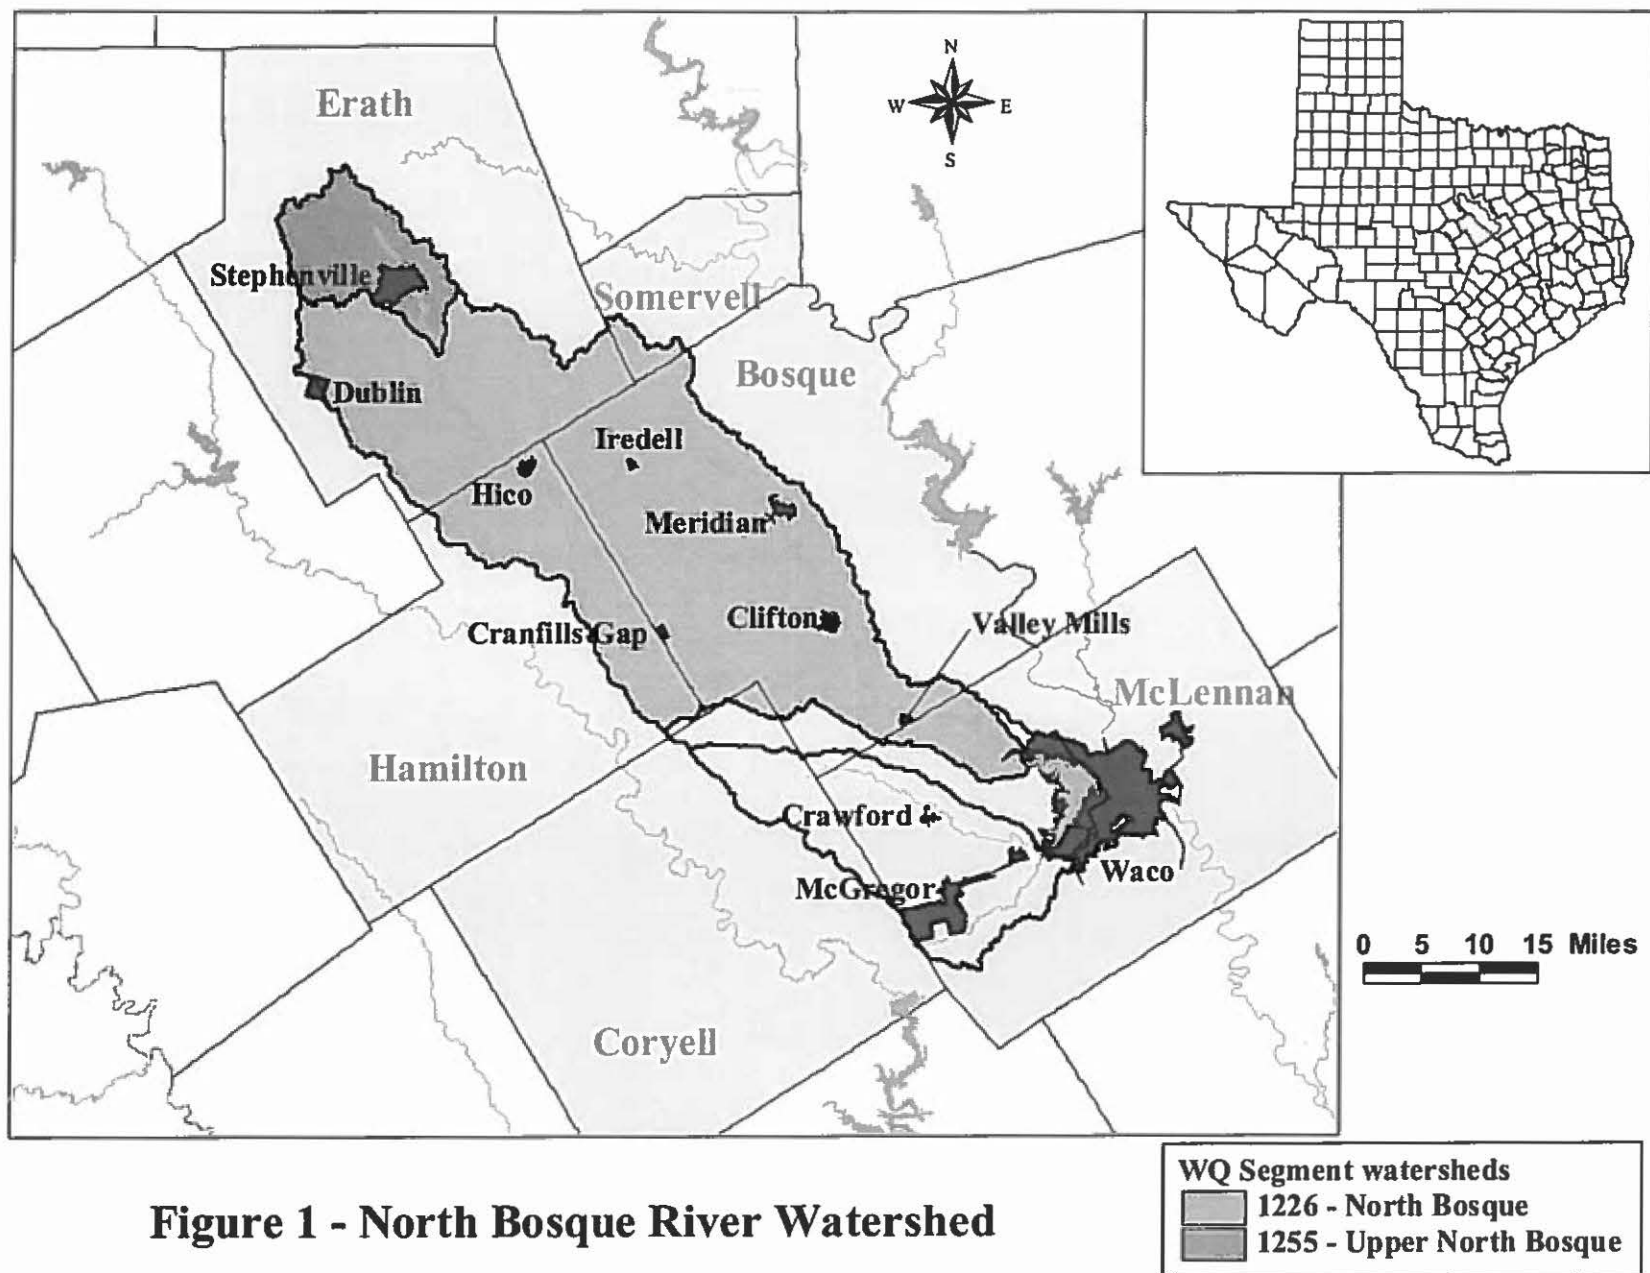 N
W E
S
Erath
Stephenville
Somervell
Bosque
Dublin
Iredell
Hico
Meridian
Clifton
Cranfills Gap
Valley Mills
McLennan
Hamilton
Crawford
McGregor
Waco
Coryell
0 5 10 15 Miles
WQ Segment watersheds
1226 - North Bosque
1255 - Upper North Bosque
Figure 1 - North Bosque River Watershed